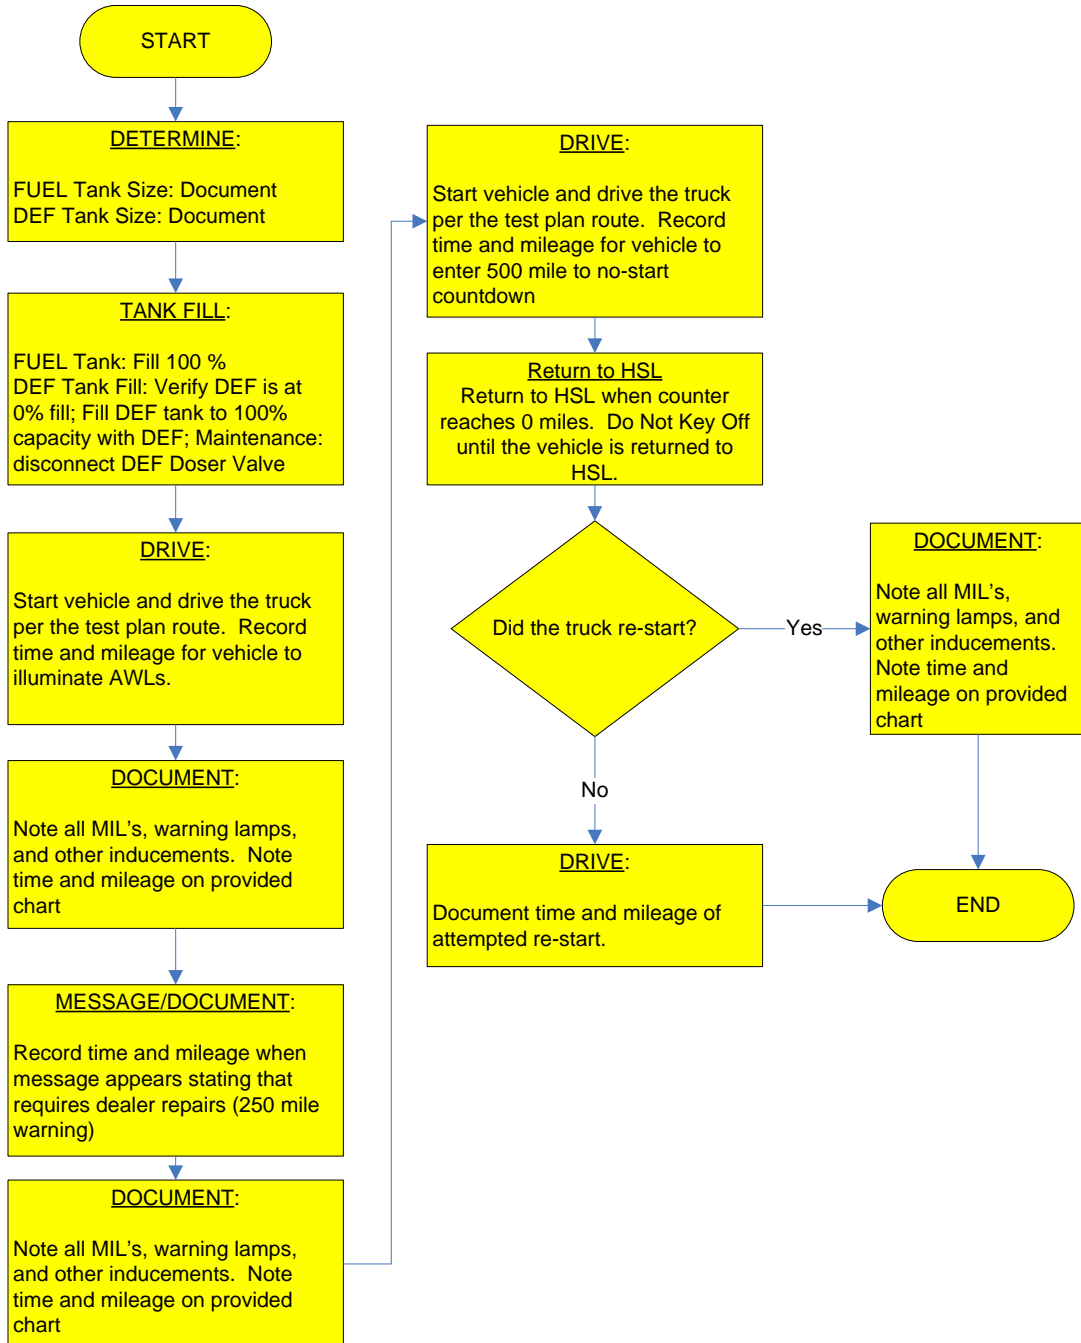 START
DETERMINE:
FUEL Tank Size: Document
DEF Tank Size: Document
TANK FILL:
FUEL Tank: Fill 100 %
DEF Tank Fill: Verify DEF is at
0% fill; Fill DEF tank to 100%
capacity with DEF; Maintenance:
disconnect DEF Doser Valve
DRIVE:
Start vehicle and drive the truck
per the test plan route.  Record
time and mileage for vehicle to
illuminate AWLs.
DOCUMENT:
Note all MIL’s, warning lamps,
and other inducements.  Note
time and mileage on provided
chart
MESSAGE/DOCUMENT:
Record time and mileage when
message appears stating that
requires dealer repairs (250 mile
warning)
DOCUMENT:
Note all MIL’s, warning lamps,
and other inducements.  Note
time and mileage on provided
chart
DRIVE:
Start vehicle and drive the truck
per the test plan route.  Record
time and mileage for vehicle to
enter 500 mile to no-start
countdown
Return to HSL
Return to HSL when counter
reaches 0 miles.  Do Not Key Off
until the vehicle is returned to
HSL.
Did the truck re-start?
Yes
DOCUMENT:
Note all MIL’s,
warning lamps, and
other inducements.
Note time and
mileage on provided
chart
No
DRIVE:
Document time and mileage of
attempted re-start.
END